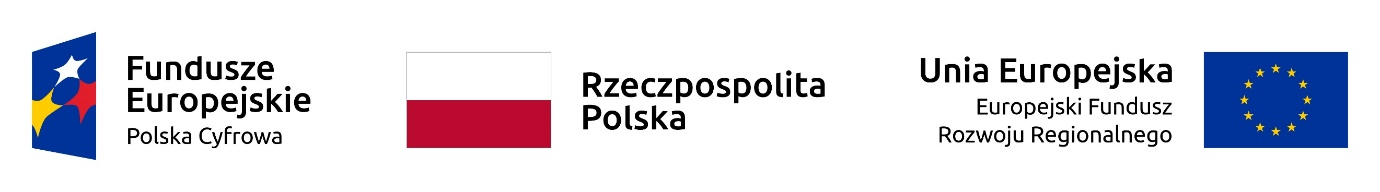 Fundusze
Europejskie
Polska Cyfrowa
Rzeczpospolita
Polska
Unia Europejska
Europejski Fundusz
Rozwoju Regionalnego